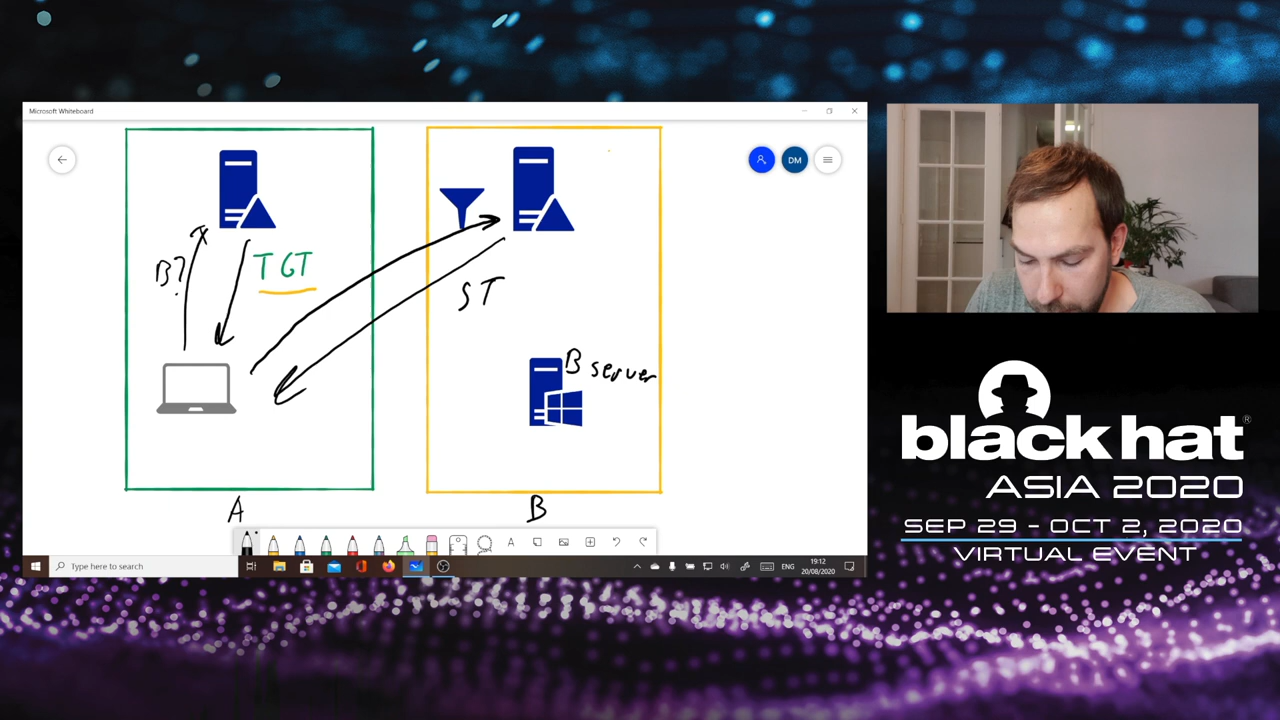 Microsoft Whiteboard
DM
B?
TGT
ST
B server
A
B
Type here to search
ENG
19:12
20/08/2020
black hat®
ASIA 2020
SEP 29 - OCT 2, 2020
VIRTUAL EVENT